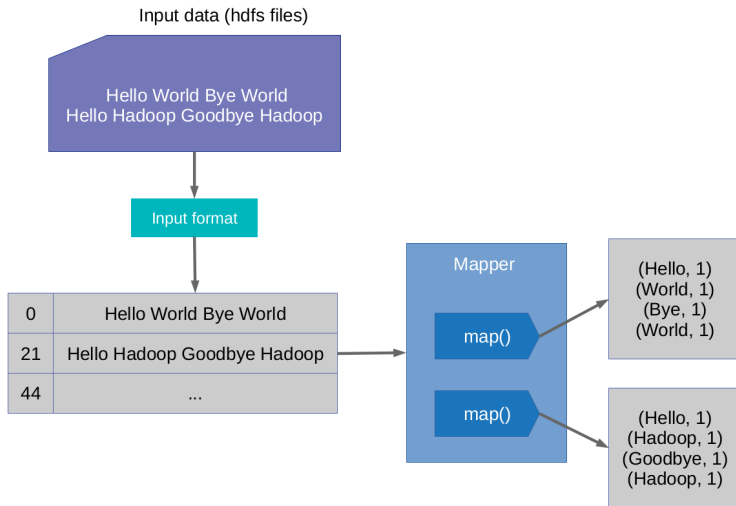 Input data (hdfs files)
Hello World Bye World
Hello Hadoop Goodbye Hadoop
Input format
0 Hello World Bye World
21 Hello Hadoop Goodbye Hadoop
44 ...
Mapper
map()
map()
(Hello, 1)
(World, 1)
(Bye, 1)
(World, 1)
(Hello, 1)
(Hadoop, 1)
(Goodbye, 1)
(Hadoop, 1)